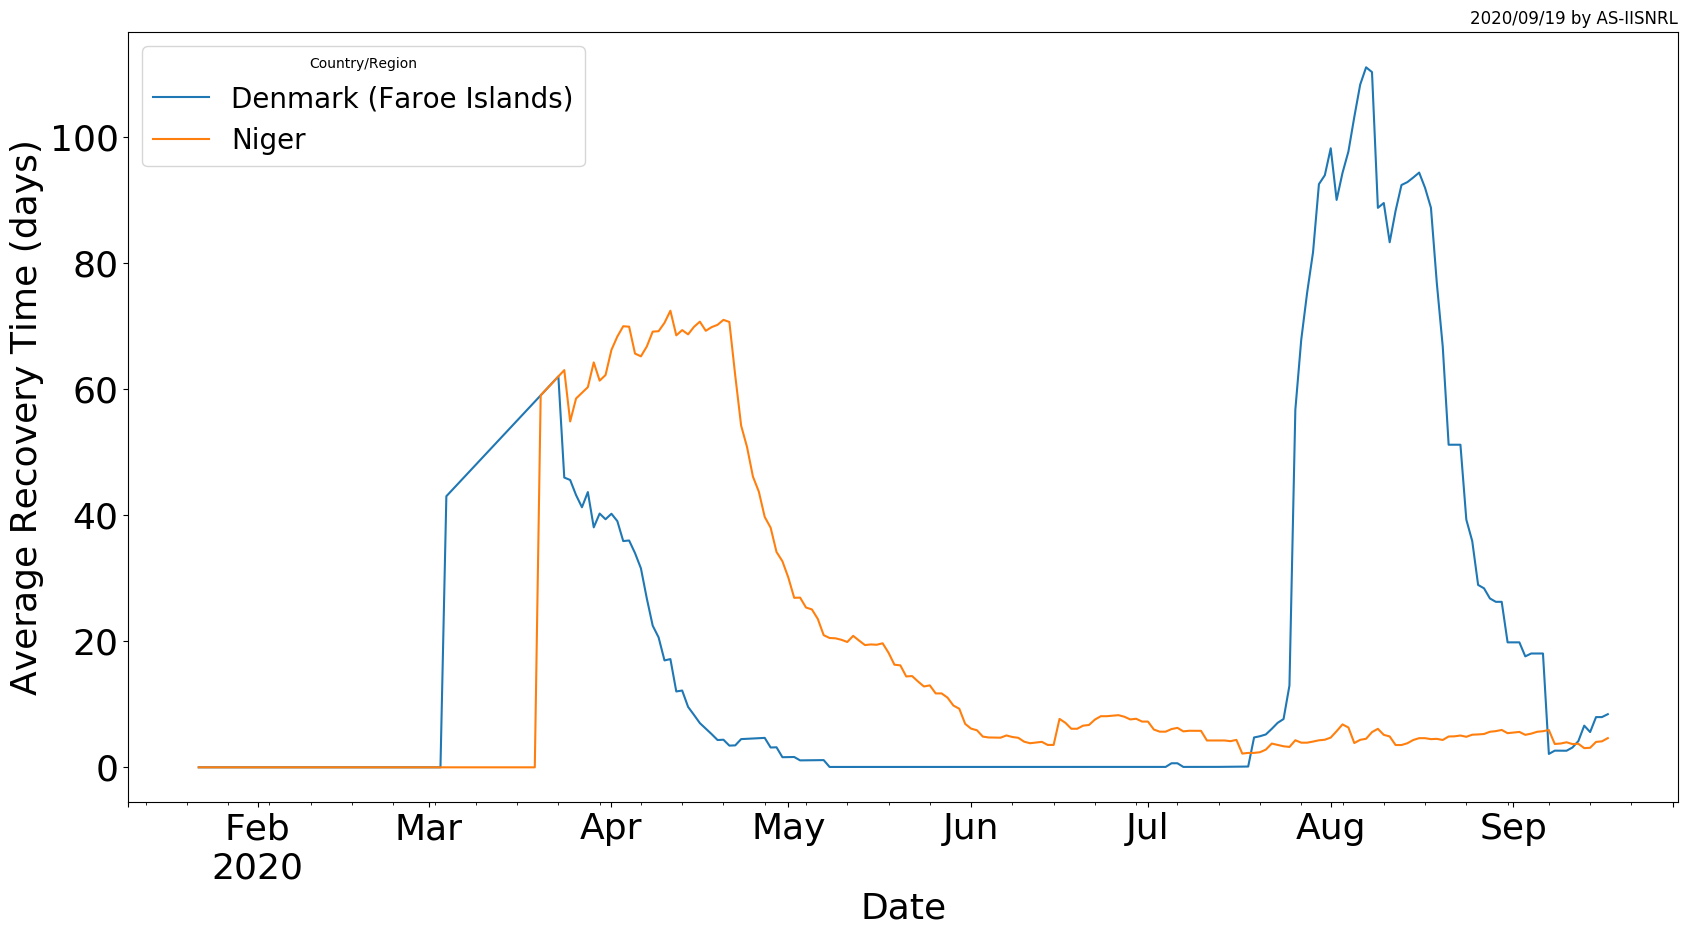 2020/09/19 by AS-IISNRL
Country/Region
Denmark (Faroe Islands)
Niger
Average Recovery Time (days)
100
80
60
40
20
0
Feb Mar Apr May Jun Jul Aug Sep
2020
Date